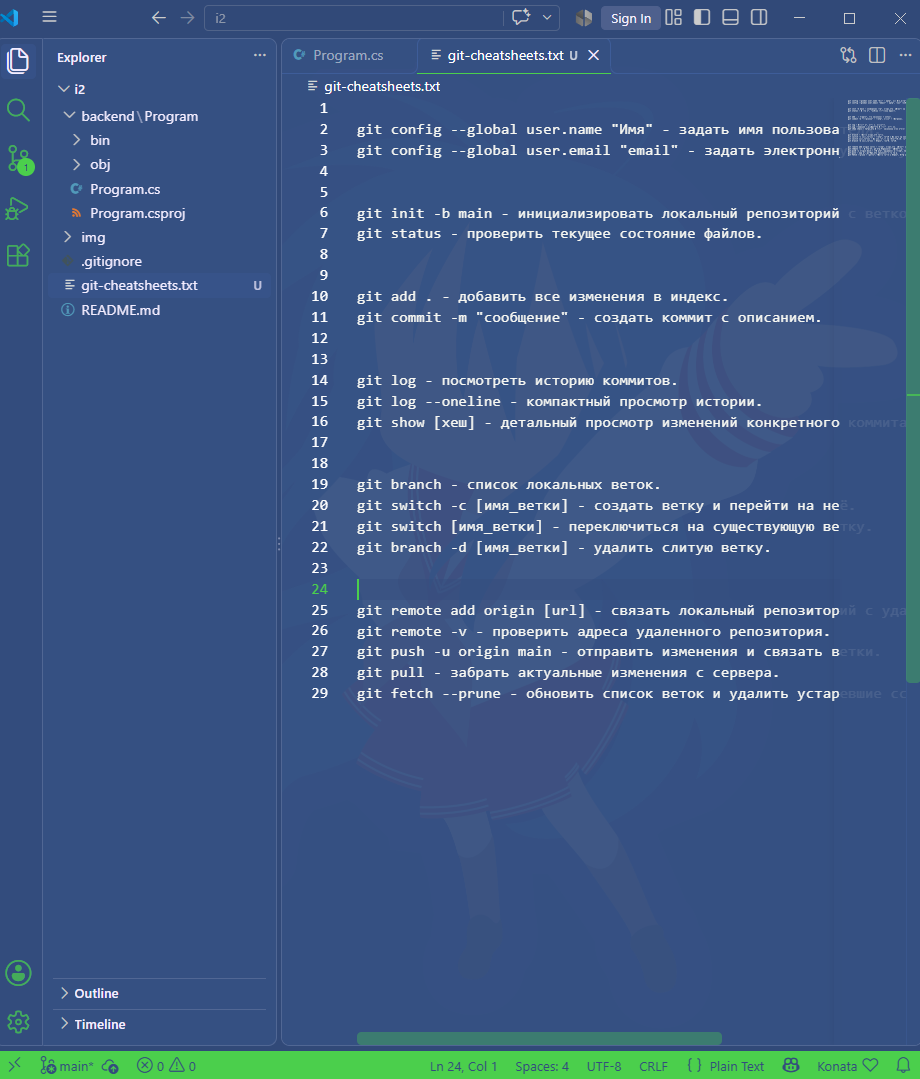 i2
Sign In
Explorer
i2
backend\Program
bin
obj
Program.cs
Program.csproj
img
.gitignore
git-cheatsheets.txt U
README.md
Outline
Timeline
1
Program.cs
git-cheatsheets.txt U
git-cheatsheets.txt
1
2 git config --global user.name "Имя" - задать имя пользова
3 git config --global user.email "email" - задать электронн
4
5
6 git init -b main - инициализировать локальный репозиторий с ветко
7 git status - проверить текущее состояние файлов.
8
9
10 git add . - добавить все изменения в индекс.
11 git commit -m "сообщение" - создать коммит с описанием.
12
13
14 git log - посмотреть историю коммитов.
15 git log --oneline - компактный просмотр истории.
16 git show [хеш] - детальный просмотр изменений конкретного коммита
17
18
19 git branch - список локальных веток.
20 git switch -c [имя_ветки] - создать ветку и перейти на неё.
21 git switch [имя_ветки] - переключиться на существующую ветку.
22 git branch -d [имя_ветки] - удалить слитую ветку.
23
24
25 git remote add origin [url] - связать локальный репозиторий с уда
26 git remote -v - проверить адреса удаленного репозитория.
27 git push -u origin main - отправить изменения и связать ветки.
28 git pull - забрать актуальные изменения с сервера.
29 git fetch --prune - обновить список веток и удалить устаревшие сс
main* 0 0 Ln 24, Col 1 Spaces: 4 UTF-8 CRLF { } Plain Text Konata